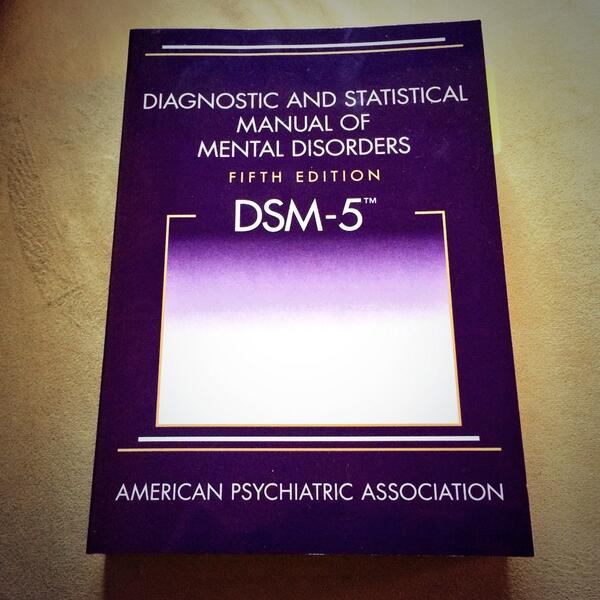 DIAGNOSTIC AND STATISTICAL
MANUAL OF
MENTAL DISORDERS
FIFTH EDITION
DSM-5™
AMERICAN PSYCHIATRIC ASSOCIATION